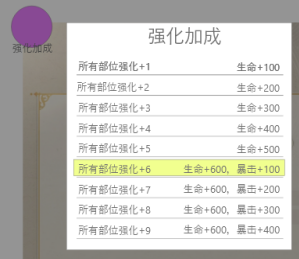 强化加成
强化加成
所有部位强化+1 生命+100
所有部位强化+2 生命+200
所有部位强化+3 生命+300
所有部位强化+4 生命+400
所有部位强化+5 生命+500
所有部位强化+6 生命+600，暴击+100
所有部位强化+7 生命+600，暴击+200
所有部位强化+8 生命+600，暴击+300
所有部位强化+9 生命+600，暴击+400